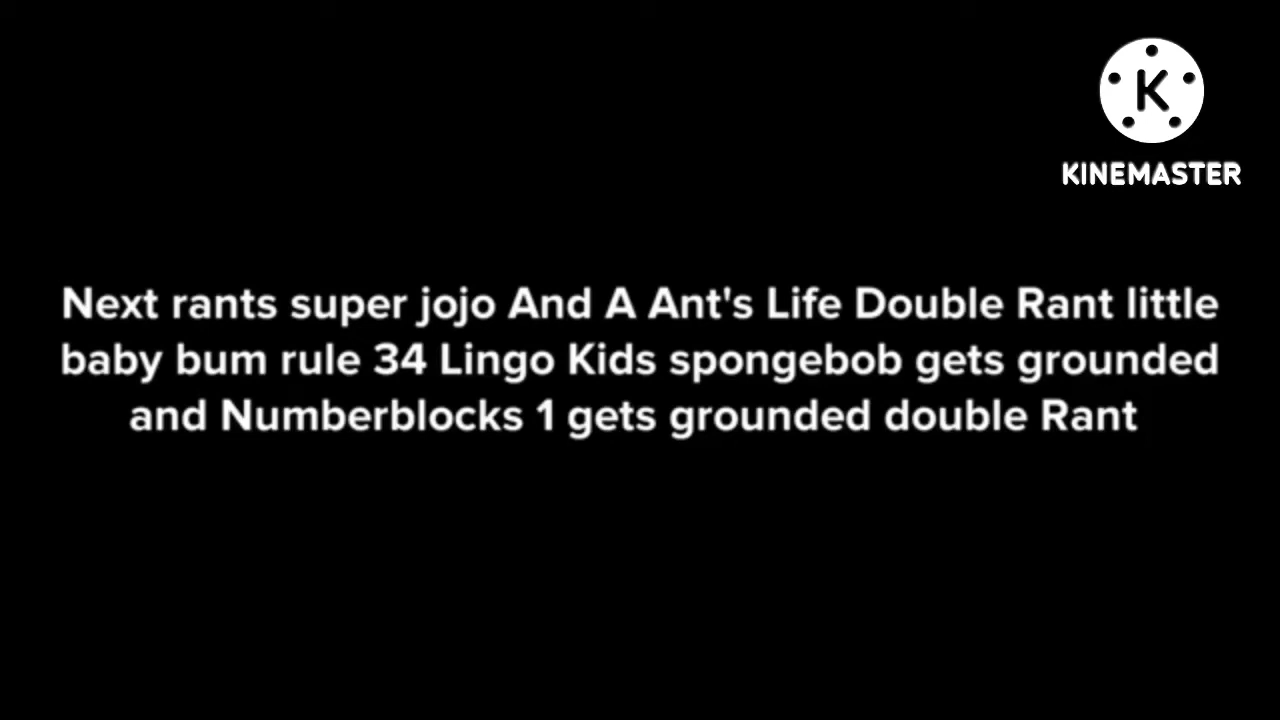 K
KINEMASTER
Next rants super jojo And A Ant's Life Double Rant little
baby bum rule 34 Lingo Kids spongebob gets grounded
and Numberblocks 1 gets grounded double Rant